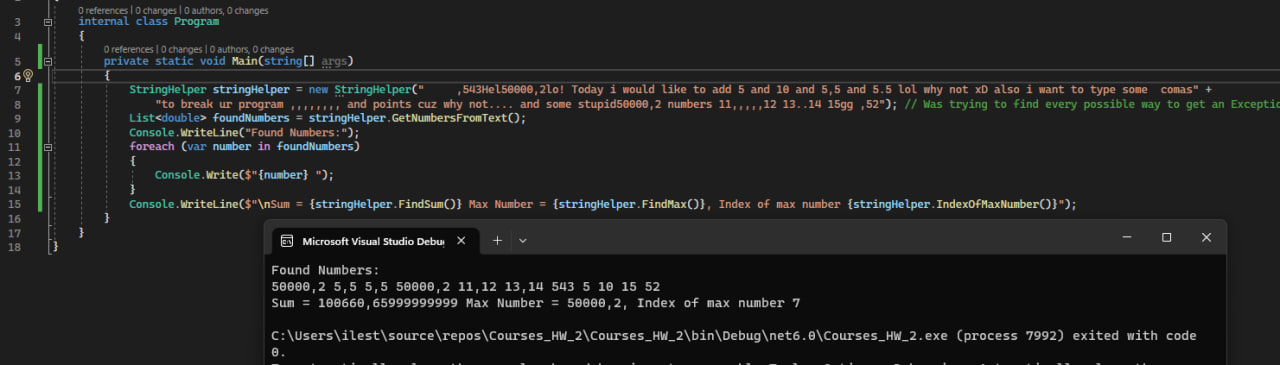 0 references | 0 changes | 0 authors, 0 changes
3 internal class Program
4 {
0 references | 0 changes | 0 authors, 0 changes
5 private static void Main(string[] args)
6 {
7 StringHelper stringHelper = new StringHelper("    ,543Hel50000,2lo! Today i would like to add 5 and 10 and 5,5 and 5.5 lol why not xD also i want to type some  comas" +
8 "to break ur program ,,,,,,,, and points cuz why not.... and some stupid50000,2 numbers 11,,,,,12 13..14 15gg ,52"); // Was trying to find every possible way to get an Exceptio
9 List<double> foundNumbers = stringHelper.GetNumbersFromText();
10 Console.WriteLine("Found Numbers:");
11 foreach (var number in foundNumbers)
12 {
13 Console.Write($"{number} ");
14 }
15 Console.WriteLine($"\nSum = {stringHelper.FindSum()} Max Number = {stringHelper.FindMax()}, Index of max number {stringHelper.IndexOfMaxNumber()}");
16 }
17 }
18 }
Microsoft Visual Studio Debu
Found Numbers:
50000,2 5,5 5,5 50000,2 11,12 13,14 543 5 10 15 52
Sum = 100660,65999999999 Max Number = 50000,2, Index of max number 7
C:\Users\ilest\source\repos\Courses_HW_2\Courses_HW_2\bin\Debug\net6.0\Courses_HW_2.exe (process 7992) exited with code
0.